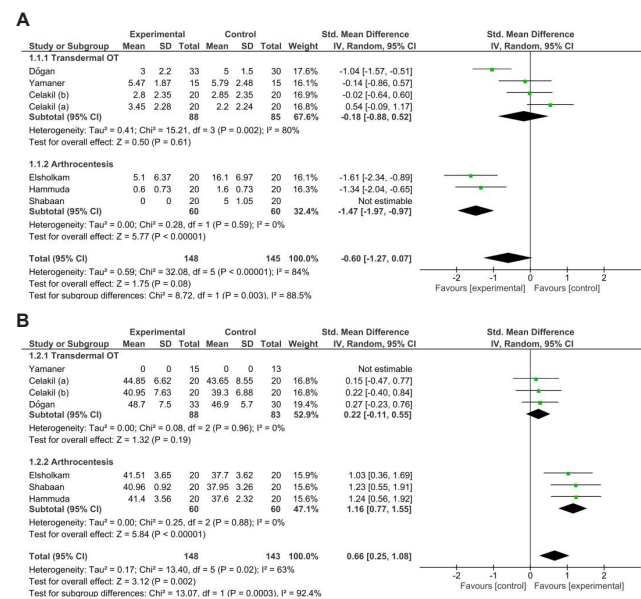 A
Experimental Control Std. Mean Difference Std. Mean Difference
Study or Subgroup Mean SD Total Mean SD Total Weight IV, Random, 95% CI IV, Random, 95% CI
1.1.1 Transdermal OT
Dógan 3 2.2 33 5 1.5 30 17.6% -1.04 [-1.57, -0.51]
Yamaner 5.47 1.87 15 5.79 2.48 15 16.1% -0.14 [-0.86, 0.57]
Celakil (b) 2.8 2.35 20 2.85 2.35 20 17.0% -0.02 [-0.64, 0.60]
Celakil (a) 3.45 2.28 20 2.2 2.24 20 16.8% 0.54 [-0.09, 1.17]
Subtotal (95% CI) 88 85 67.6% -0.18 [-0.88, 0.52]
Heterogeneity: Tau² = 0.41; Chi² = 15.21, df = 3 (P = 0.002); I² = 80%
Test for overall effect: Z = 0.50 (P = 0.61)
1.1.2 Arthrocentesis
Elsholkam 5.1 6.37 20 16.1 6.97 20 16.1% -1.61 [-2.34, -0.89]
Hammuda 0.6 0.73 20 1.6 0.73 20 16.3% -1.34 [-2.04, -0.65]
Shabaan 0 0 20 5 1.05 20 Not estimable
Subtotal (95% CI) 60 60 32.4% -1.47 [-1.97, -0.97]
Heterogeneity: Tau² = 0.00; Chi² = 0.28, df = 1 (P = 0.59); I² = 0%
Test for overall effect: Z = 5.77 (P < 0.00001)
Total (95% CI) 148 145 100.0% -0.60 [-1.27, 0.07]
Heterogeneity: Tau² = 0.59; Chi² = 32.08, df = 5 (P < 0.00001); I² = 84%
Test for overall effect: Z = 1.75 (P = 0.08)
Test for subgroup differences: Chi² = 8.72, df = 1 (P = 0.003), I² = 88.5%
-2 -1 0 1 2
Favours [experimental] Favours [control]
B
Experimental Control Std. Mean Difference Std. Mean Difference
Study or Subgroup Mean SD Total Mean SD Total Weight IV, Random, 95% CI IV, Random, 95% CI
1.2.1 Transdermal OT
Yamaner 0 0 15 0 0 13 Not estimable
Celakil (a) 44.85 6.62 20 43.65 8.55 20 16.8% 0.15 [-0.47, 0.77]
Celakil (b) 40.95 7.63 20 39.3 6.88 20 16.8% 0.22 [-0.40, 0.84]
Dógan 48.7 7.5 33 46.9 5.7 30 19.4% 0.27 [-0.23, 0.76]
Subtotal (95% CI) 88 83 52.9% 0.22 [-0.11, 0.55]
Heterogeneity: Tau² = 0.00; Chi² = 0.08, df = 2 (P = 0.96); I² = 0%
Test for overall effect: Z = 1.32 (P = 0.19)
1.2.2 Arthrocentesis
Elsholkam 41.51 3.65 20 37.7 3.62 20 15.9% 1.03 [0.36, 1.69]
Shabaan 40.96 0.92 20 37.95 3.26 20 15.6% 1.23 [0.55, 1.91]
Hammuda 41.4 3.56 20 37.6 2.32 20 15.6% 1.24 [0.56, 1.92]
Subtotal (95% CI) 60 60 47.1% 1.16 [0.77, 1.55]
Heterogeneity: Tau² = 0.00; Chi² = 0.25, df = 2 (P = 0.88); I² = 0%
Test for overall effect: Z = 5.84 (P < 0.00001)
Total (95% CI) 148 143 100.0% 0.66 [0.25, 1.08]
Heterogeneity: Tau² = 0.17; Chi² = 13.40, df = 5 (P = 0.02); I² = 63%
Test for overall effect: Z = 3.12 (P = 0.002)
Test for subgroup differences: Chi² = 13.07, df = 1 (P = 0.0003), I² = 92.4%
-2 -1 0 1 2
Favours [control] Favours [experimental]